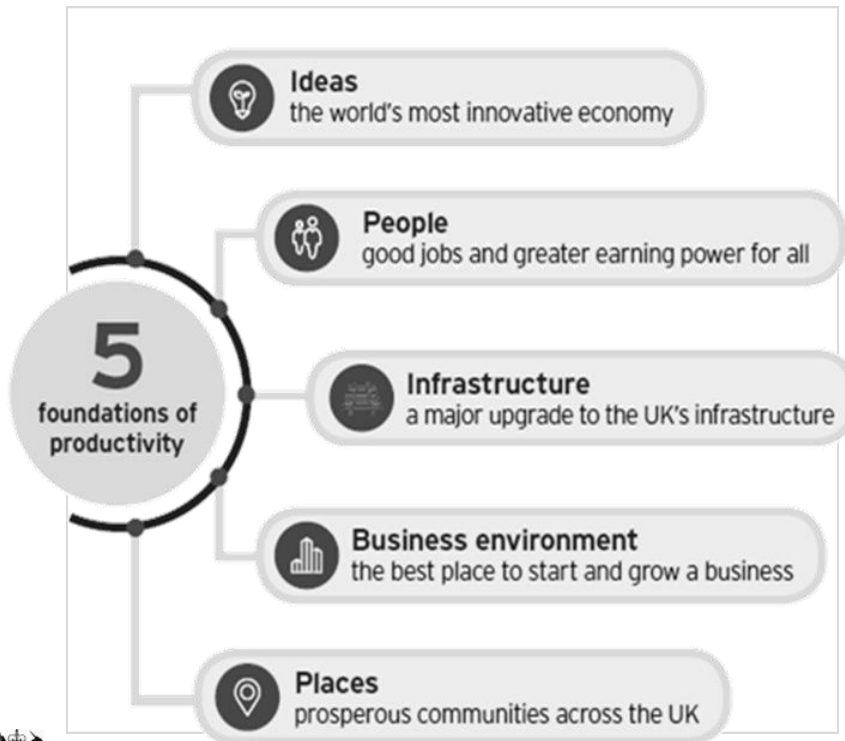 Ideas
the world's most innovative economy
People
good jobs and greater earning power for all
5
foundations of
productivity
Infrastructure
a major upgrade to the UK's infrastructure
Business environment
the best place to start and grow a business
Places
prosperous communities across the UK